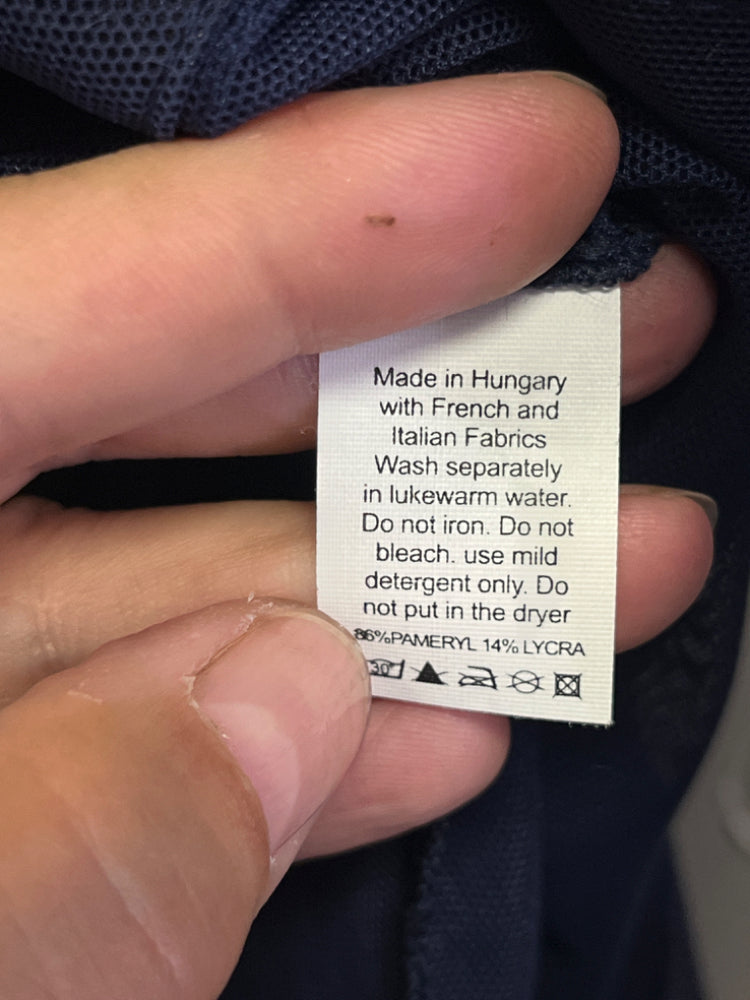 Made in Hungary
with French and
Italian Fabrics
Wash separately
in lukewarm water.
Do not iron. Do not
bleach. use mild
detergent only. Do
not put in the dryer
86%PAMERYL 14% LYCRA
30°